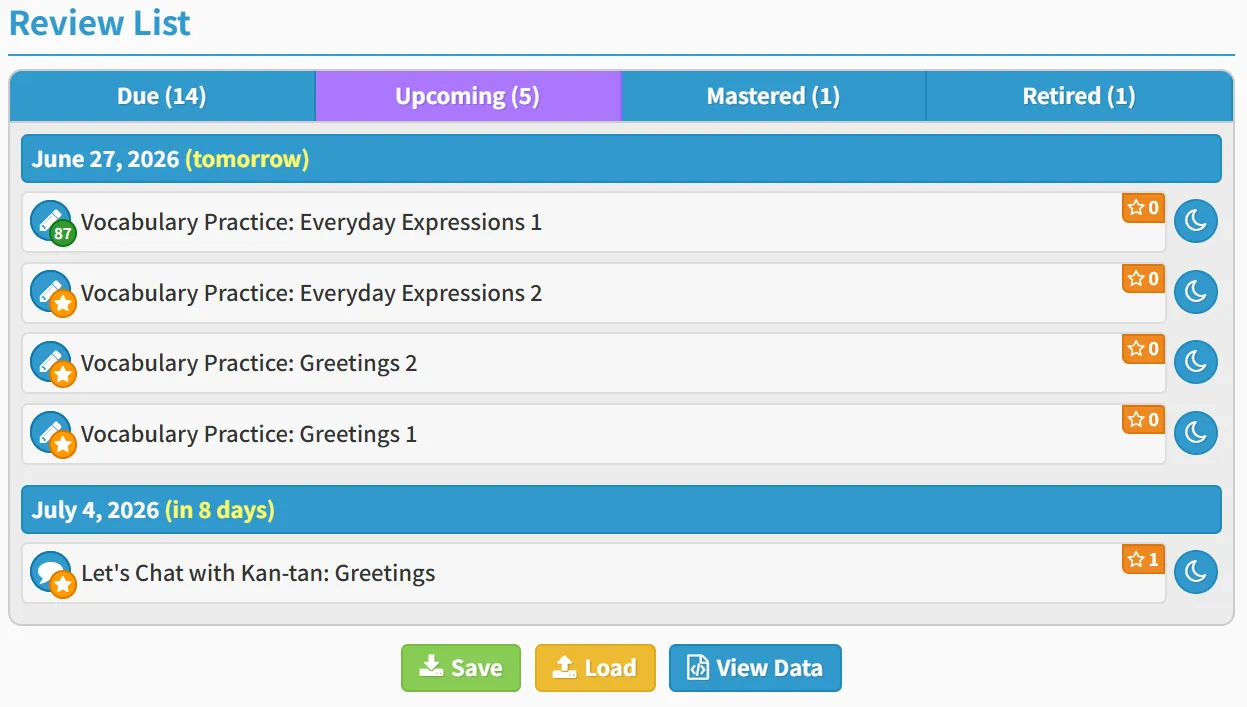 Review List
Due (14)
Upcoming (5)
Mastered (1)
Retired (1)
June 27, 2026 (tomorrow)
87
Vocabulary Practice: Everyday Expressions 1
0
Vocabulary Practice: Everyday Expressions 2
0
Vocabulary Practice: Greetings 2
0
Vocabulary Practice: Greetings 1
0
July 4, 2026 (in 8 days)
Let's Chat with Kan-tan: Greetings
1
Save
Load
View Data